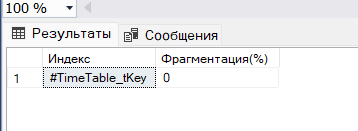 100 %
Результаты Сообщения
Индекс Фрагментация(%)
1 #TimeTable_tKey 0